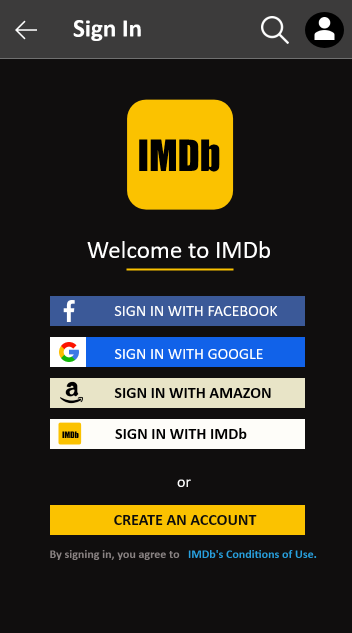 Sign In
IMDb
Welcome to IMDb
SIGN IN WITH FACEBOOK
SIGN IN WITH GOOGLE
SIGN IN WITH AMAZON
IMDb SIGN IN WITH IMDb
or
CREATE AN ACCOUNT
By signing in, you agree to IMDb's Conditions of Use.